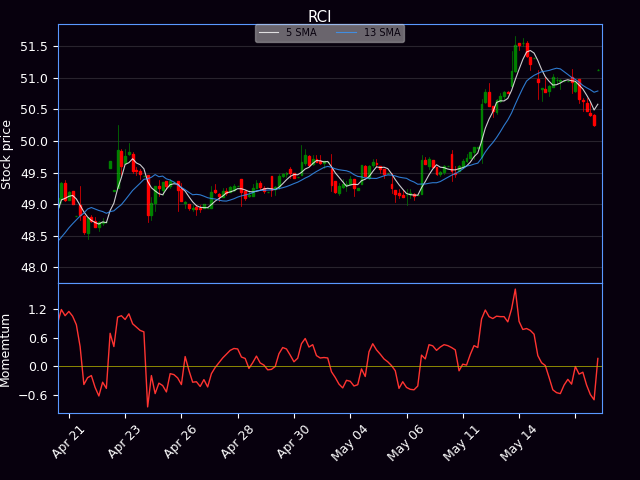 RCI
5 SMA
13 SMA
Stock price
51.5
51.0
50.5
50.0
49.5
49.0
48.5
48.0
Momemtum
1.2
0.6
0.0
−0.6
Apr 21
Apr 23
Apr 26
Apr 28
Apr 30
May 04
May 06
May 11
May 14